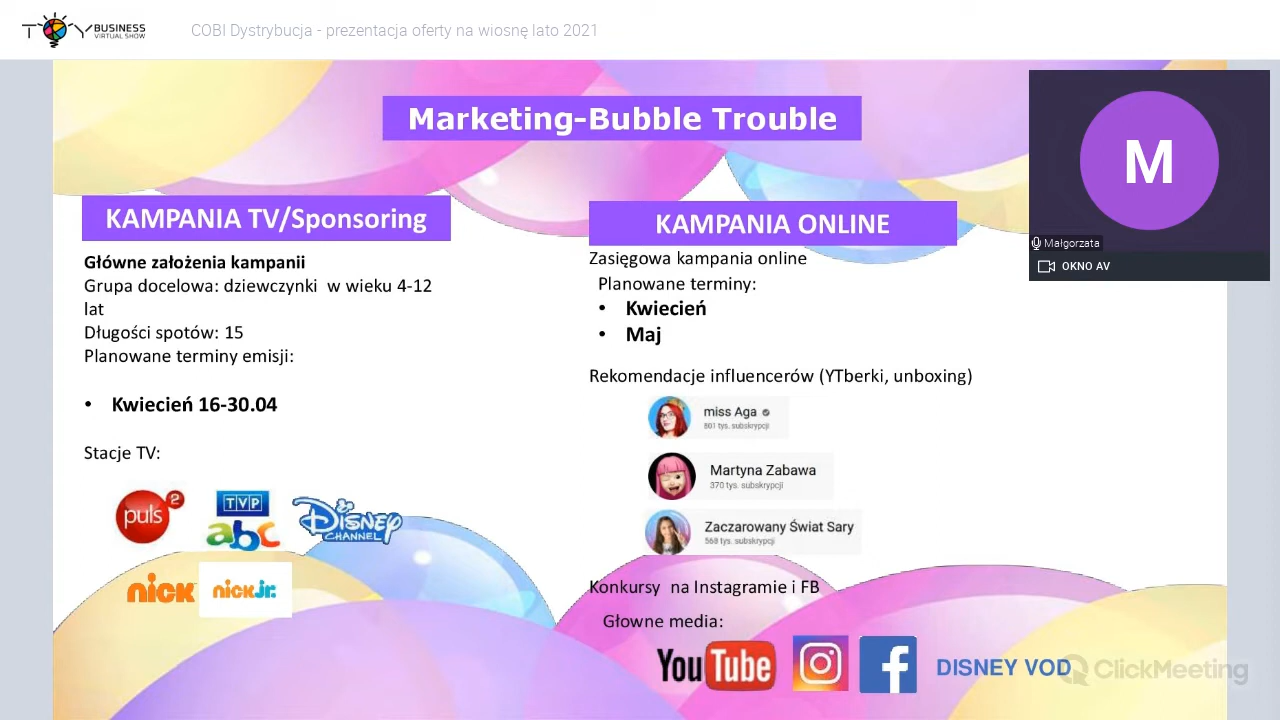 TOY BUSINESS
VIRTUAL SHOW
COBI Dystrybucja - prezentacja oferty na wiosnę lato 2021
Marketing-Bubble Trouble
M
Małgorzata
OKNO AV
KAMPANIA TV/Sponsoring
Główne założenia kampanii
Grupa docelowa: dziewczynki w wieku 4-12
lat
Długości spotów: 15
Planowane terminy emisji:
• Kwiecień 16-30.04
Stacje TV:
puls 2
TVP
abc
Disney
CHANNEL
nick
nick jr.
KAMPANIA ONLINE
Zasięgowa kampania online
Planowane terminy:
• Kwiecień
• Maj
Rekomendacje influencerów (YTberki, unboxing)
miss Aga
801 tys. subskrypcji
Martyna Zabawa
370 tys. subskrypcji
Zaczarowany Świat Sary
568 tys. subskrypcji
Konkursy na Instagramie i FB
Głowne media:
YouTube
f
DISNEY VOD
ClickMeeting